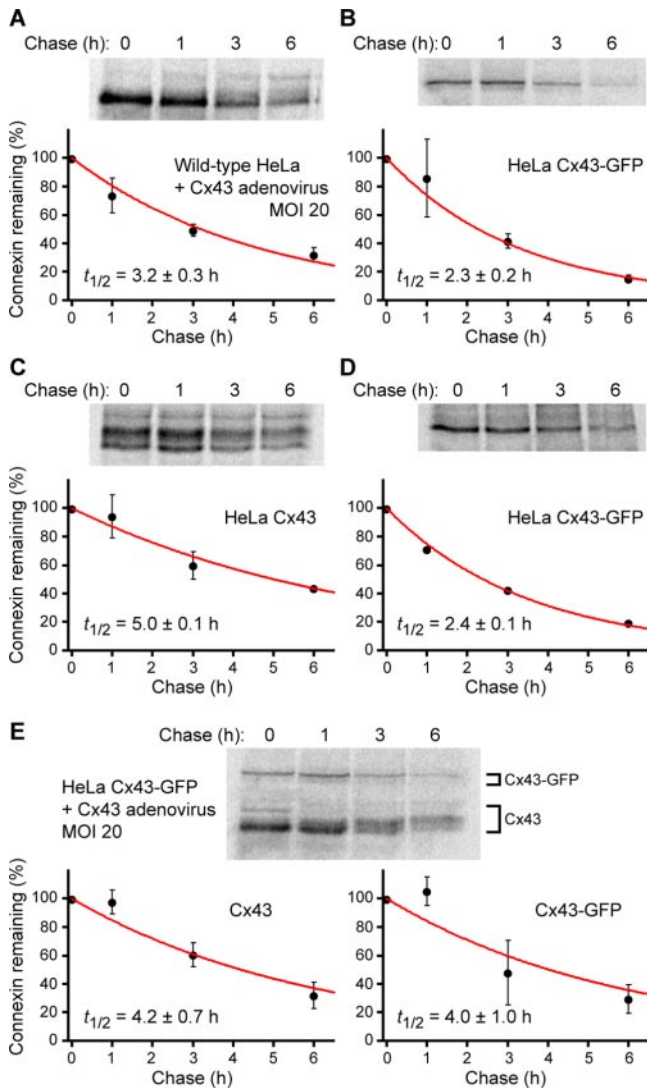 A
Chase (h): 0 1 3 6
Connexin remaining (%)
100
80
60
40
20
0
Wild-type HeLa
+ Cx43 adenovirus
MOI 20
t1/2 = 3.2 ± 0.3 h
0 1 2 3 4 5 6
Chase (h)
B
Chase (h): 0 1 3 6
100
80
60
40
20
0
HeLa Cx43-GFP
t1/2 = 2.3 ± 0.2 h
0 1 2 3 4 5 6
Chase (h)
C
Chase (h): 0 1 3 6
Connexin remaining (%)
100
80
60
40
20
0
HeLa Cx43
t1/2 = 5.0 ± 0.1 h
0 1 2 3 4 5 6
Chase (h)
D
Chase (h): 0 1 3 6
100
80
60
40
20
0
HeLa Cx43-GFP
t1/2 = 2.4 ± 0.1 h
0 1 2 3 4 5 6
Chase (h)
E
Chase (h): 0 1 3 6
HeLa Cx43-GFP
+ Cx43 adenovirus
MOI 20
Cx43-GFP
Cx43
Connexin remaining (%)
100
80
60
40
20
0
Cx43
t1/2 = 4.2 ± 0.7 h
0 1 2 3 4 5 6
Chase (h)
100
80
60
40
20
0
Cx43-GFP
t1/2 = 4.0 ± 1.0 h
0 1 2 3 4 5 6
Chase (h)